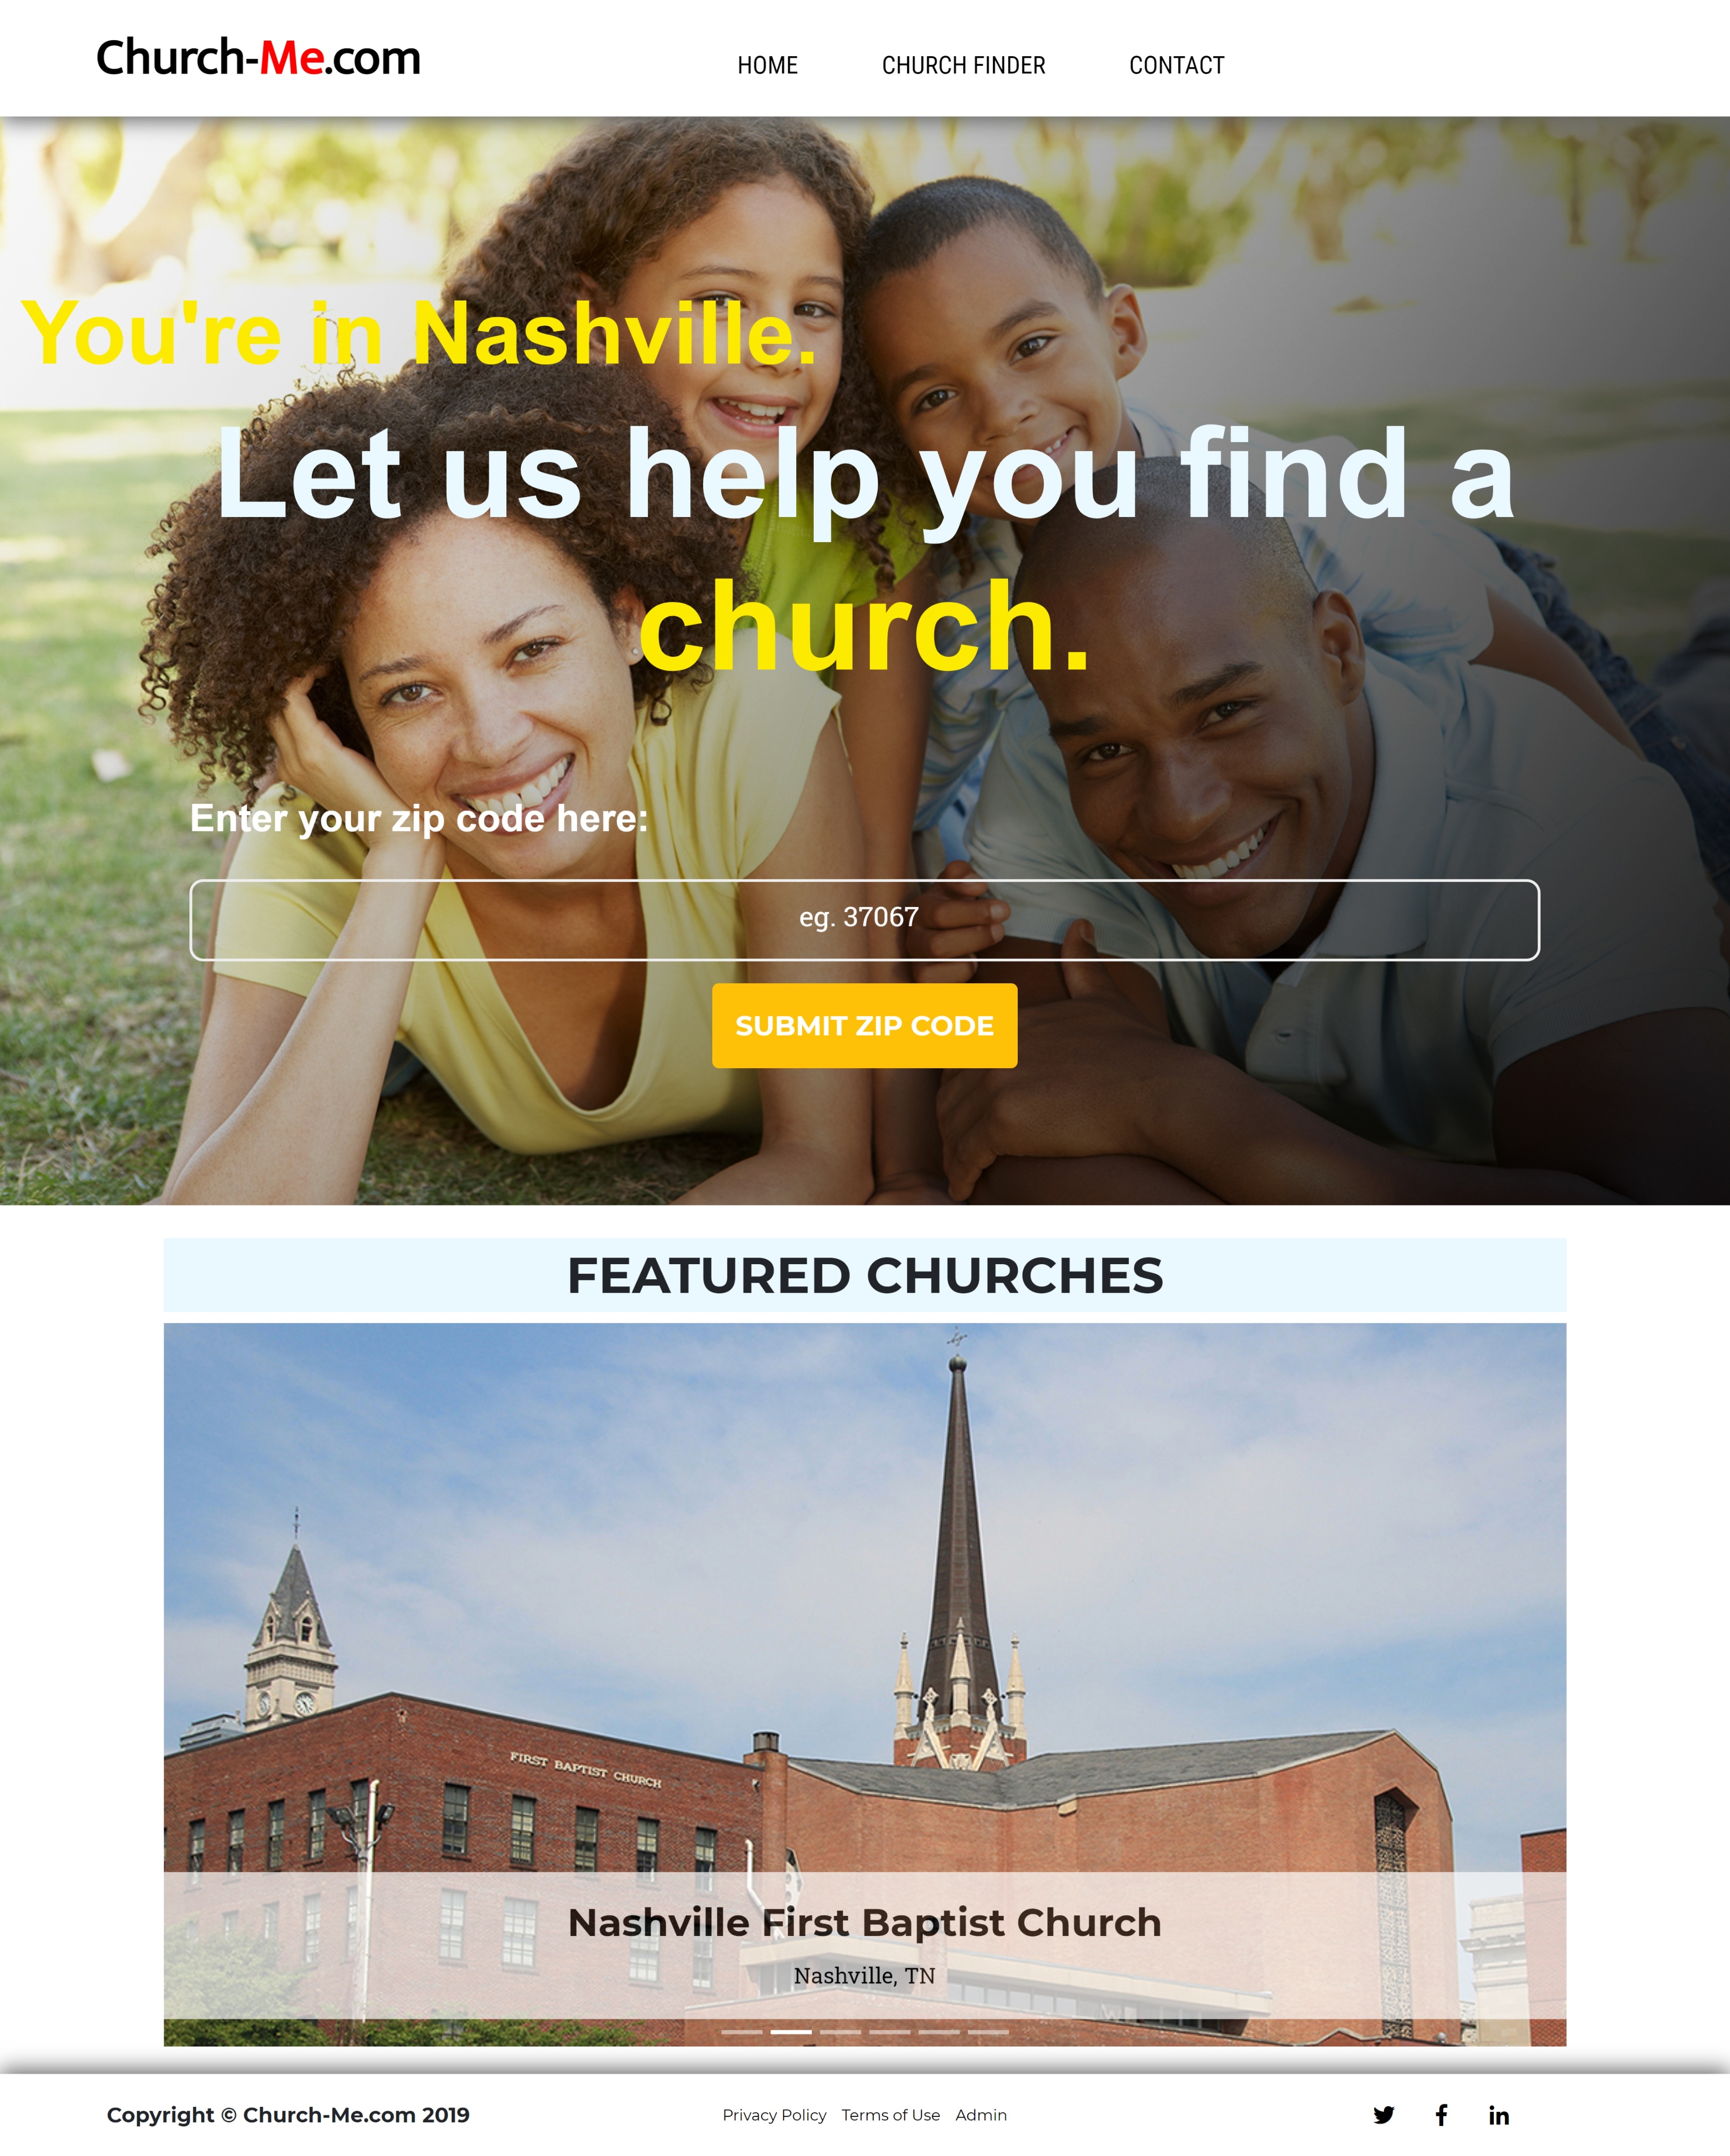 Church-Me.com
HOME
CHURCH FINDER
CONTACT
You're in Nashville.
Let us help you find a
church.
Enter your zip code here:
eg. 37067
SUBMIT ZIP CODE
FEATURED CHURCHES
FIRST BAPTIST CHURCH
Nashville First Baptist Church
Nashville, TN
Copyright © Church-Me.com 2019
Privacy Policy
Terms of Use
Admin